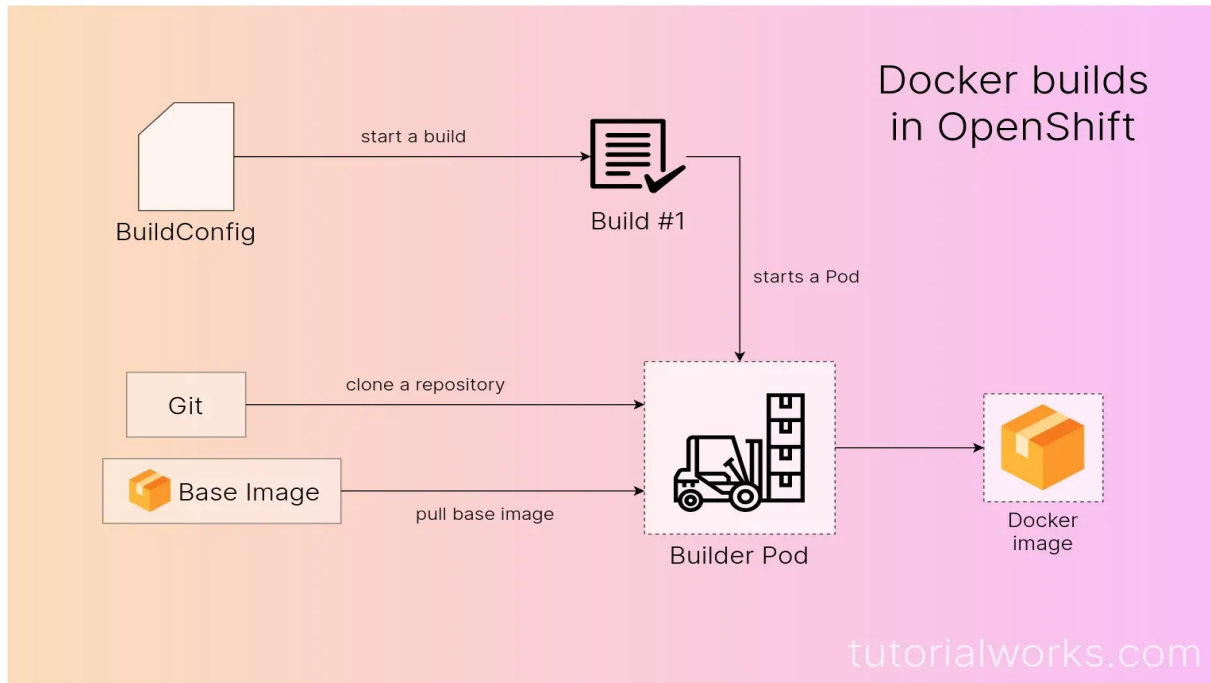 Docker builds
in OpenShift
start a build
BuildConfig
Build #1
starts a Pod
Git
clone a repository
Base Image
pull base image
Builder Pod
Docker
image
tutorialworks.com